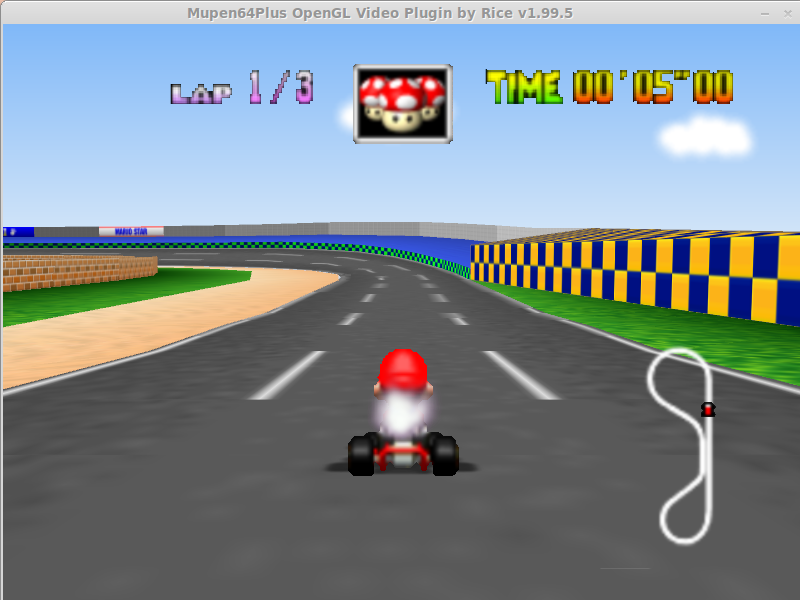 Mupen64Plus OpenGL Video Plugin by Rice v1.99.5
LAP 1/3
TIME 00'05"00
MARIO STAR